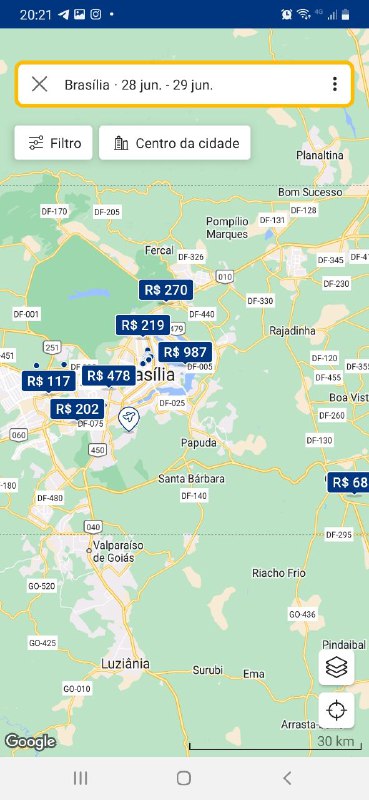 20:21
4G
Brasília · 28 jun. - 29 jun.
Filtro
Centro da cidade
Planaltina
Bom Sucesso
DF-170
DF-205
DF-128
Pompílio
Marques
DF-131
Fercal
DF-326
DF-345
010
DF-230
R$ 270
DF-330
DF-001
DF-440
R$ 219
479
Rajadinha
251
R$ 987
DF-120
-451
DF-005
R$ 117
R$ 478
asília
DF-455
R$ 202
DF-025
Boa Vist
DF-260
DF-075
060
DF-130
Papuda
450
Santa Bárbara
R$ 68
-180
DF-480
DF-140
040
DF-295
Valparaíso
de Goiás
Riacho Frio
GO-520
GO-436
GO-425
Pindaibal
Luziânia
Surubi
Ema
GO-010
Arrasta-
Google
30 km